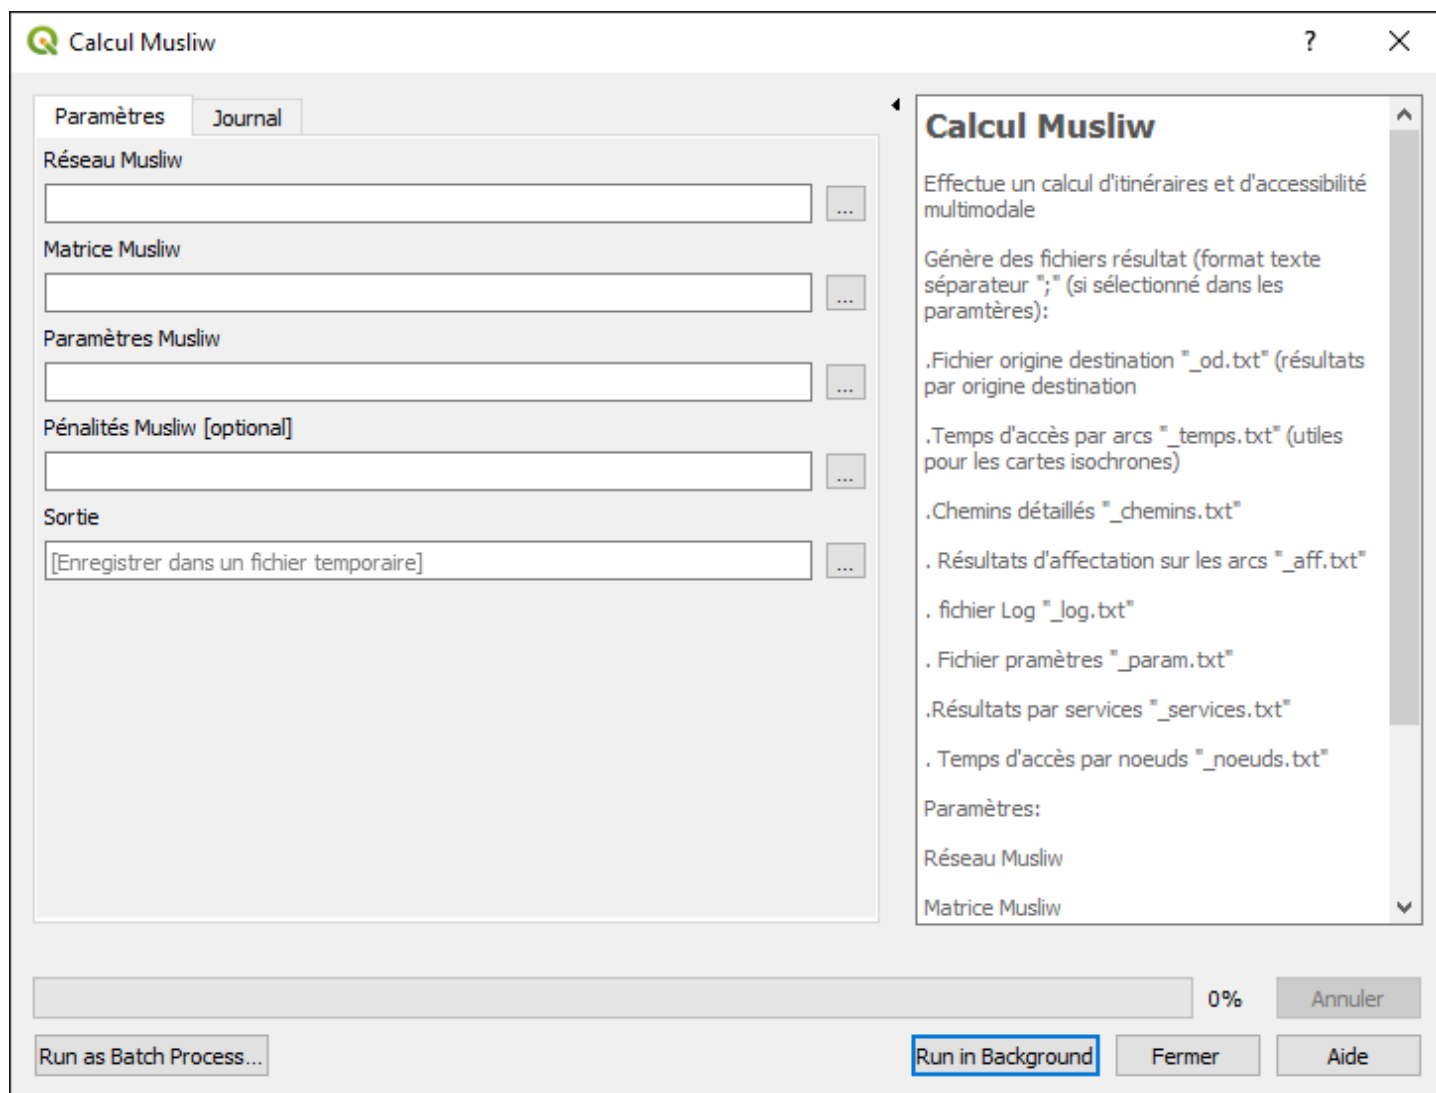 Calcul Musliw
?
Paramètres
Journal
Réseau Musliw
...
Matrice Musliw
...
Paramètres Musliw
...
Pénalités Musliw [optional]
...
Sortie
[Enregistrer dans un fichier temporaire]
...
Calcul Musliw
Effectue un calcul d'itinéraires et d'accessibilité
multimodale
Génère des fichiers résultat (format texte
séparateur ";" (si sélectionné dans les
paramtères):
.Fichier origine destination "_od.txt" (résultats
par origine destination
.Temps d'accès par arcs "_temps.txt" (utiles
pour les cartes isochrones)
.Chemins détaillés "_chemins.txt"
. Résultats d'affectation sur les arcs "_aff.txt"
. fichier Log "_log.txt"
. Fichier pramètres "_param.txt"
.Résultats par services "_services.txt"
. Temps d'accès par noeuds "_noeuds.txt"
Paramètres:
Réseau Musliw
Matrice Musliw
0%
Annuler
Run as Batch Process...
Run in Background
Fermer
Aide